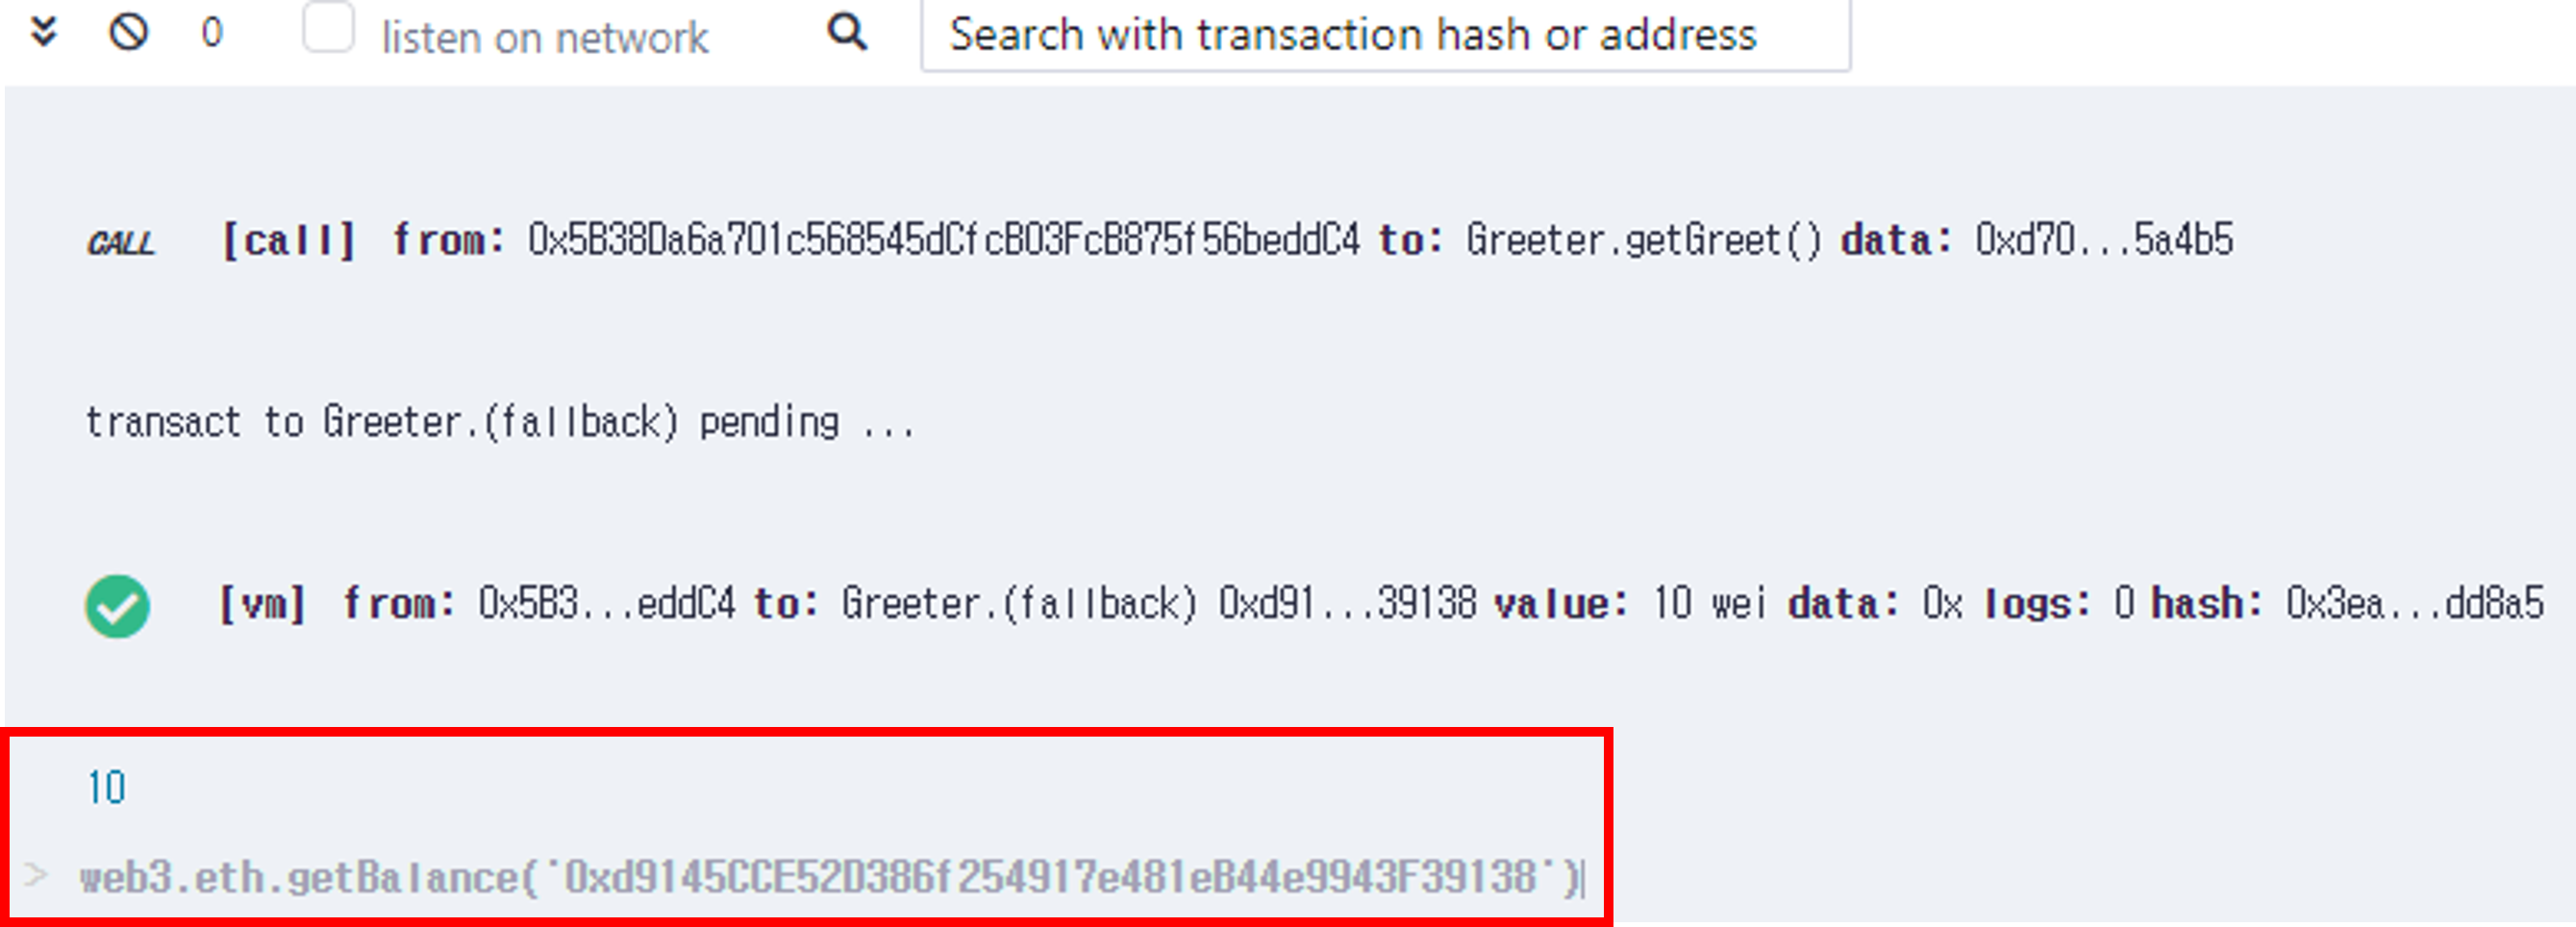 0 listen on network Search with transaction hash or address
CALL [call] from: 0x5B38Da6a701c568545dCfcB03FcB875f56beddC4 to: Greeter.getGreet() data: 0xd70...5a4b5
transact to Greeter.(fallback) pending ...
[vm] from: 0x5B3...eddC4 to: Greeter.(fallback) 0xd91...39138 value: 10 wei data: 0x logs: 0 hash: 0x3ea...dd8a5
10
> web3.eth.getBalance('0xd9145CCE52D386f254917e481eB44e9943F39138')